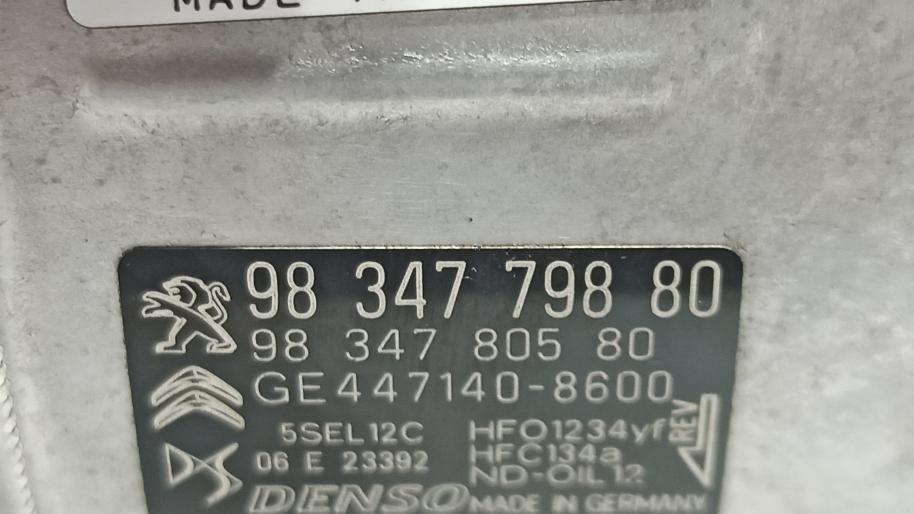 MADE
98 347 798 80
98 347 805 80
GE447140-8600
5SEL12C HFO1234yf REV
06 E 23392 HFC134a
ND-OIL12
DENSO MADE IN GERMANY